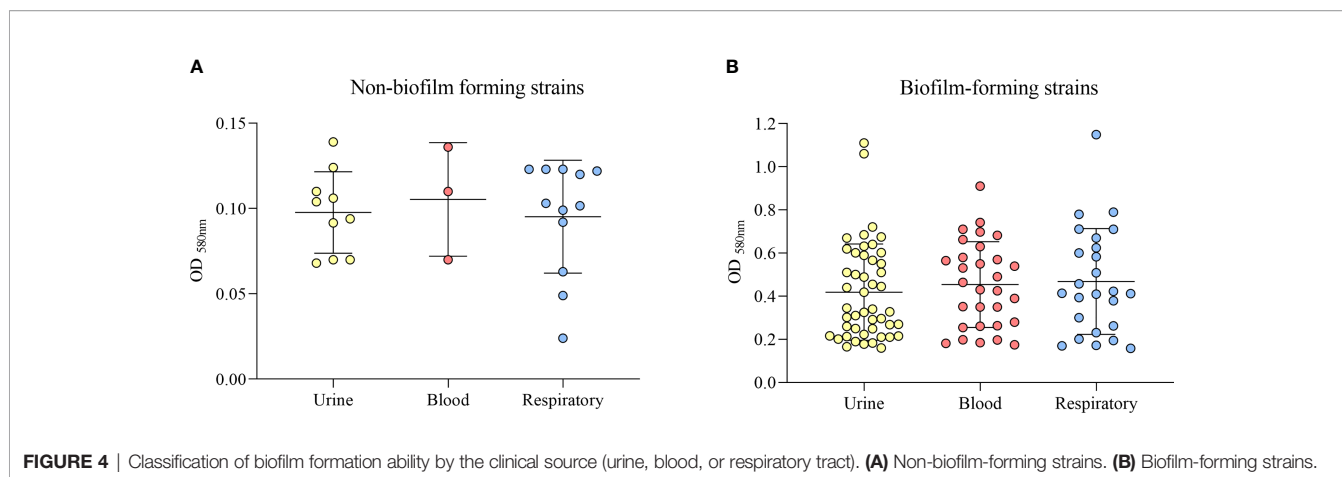 A
B
Non-biofilm forming strains
Biofilm-forming strains
OD 580nm
0.15
0.10
0.05
0.00
Urine
Blood
Respiratory
OD 580nm
1.2
1.0
0.8
0.6
0.4
0.2
0.0
Urine
Blood
Respiratory
FIGURE 4 | Classification of biofilm formation ability by the clinical source (urine, blood, or respiratory tract). (A) Non-biofilm-forming strains. (B) Biofilm-forming strains.